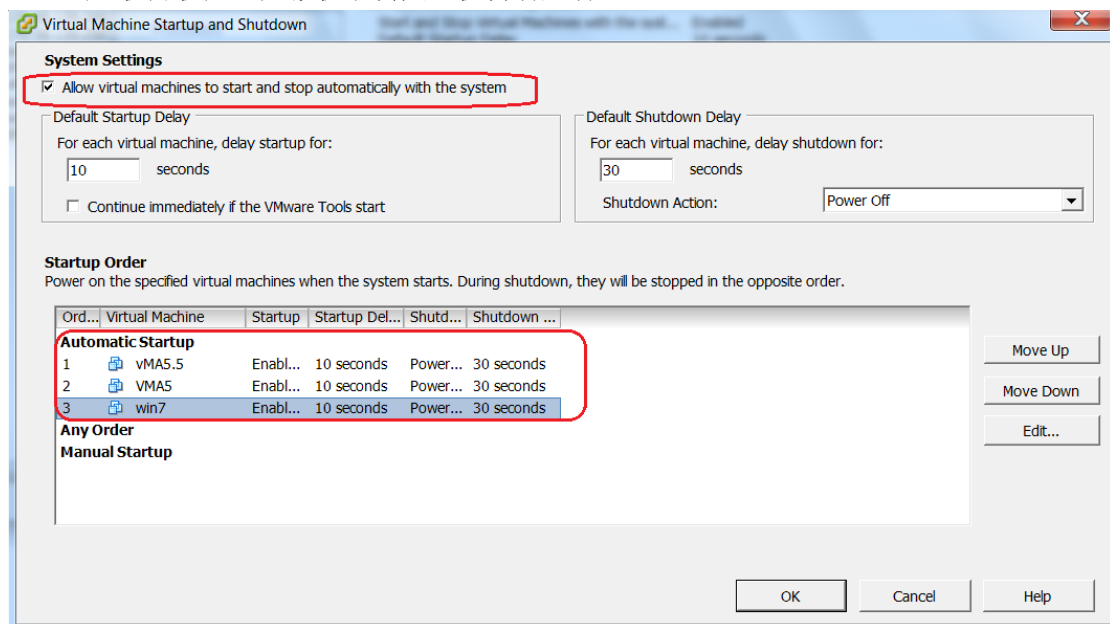 Virtual Machine Startup and Shutdown
System Settings
Allow virtual machines to start and stop automatically with the system
Default Startup Delay
For each virtual machine, delay startup for:
10 seconds
Continue immediately if the VMware Tools start
Default Shutdown Delay
For each virtual machine, delay shutdown for:
30 seconds
Shutdown Action: Power Off
Startup Order
Power on the specified virtual machines when the system starts. During shutdown, they will be stopped in the opposite order.
Ord... Virtual Machine Startup Startup Del... Shutd... Shutdown ...
Automatic Startup
1 vMA5.5 Enabl... 10 seconds Power... 30 seconds
2 VMA5 Enabl... 10 seconds Power... 30 seconds
3 win7 Enabl... 10 seconds Power... 30 seconds
Any Order
Manual Startup
Move Up
Move Down
Edit...
OK Cancel Help